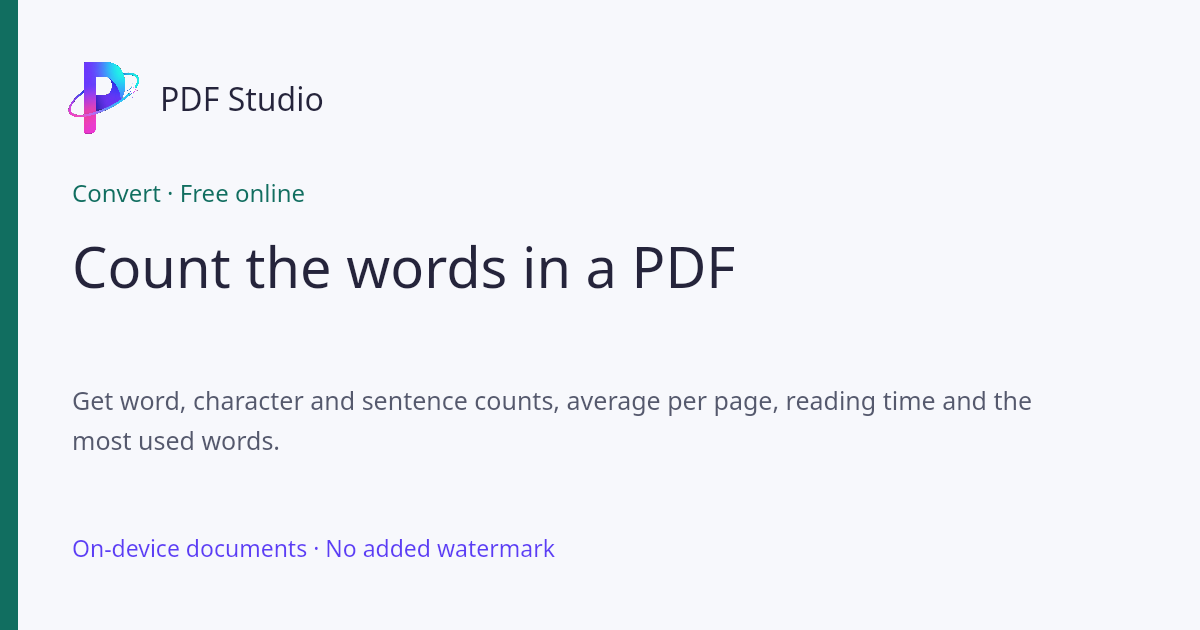 PDF Studio
Convert · Free online
Count the words in a PDF
Get word, character and sentence counts, average per page, reading time and the
most used words.
On-device documents · No added watermark